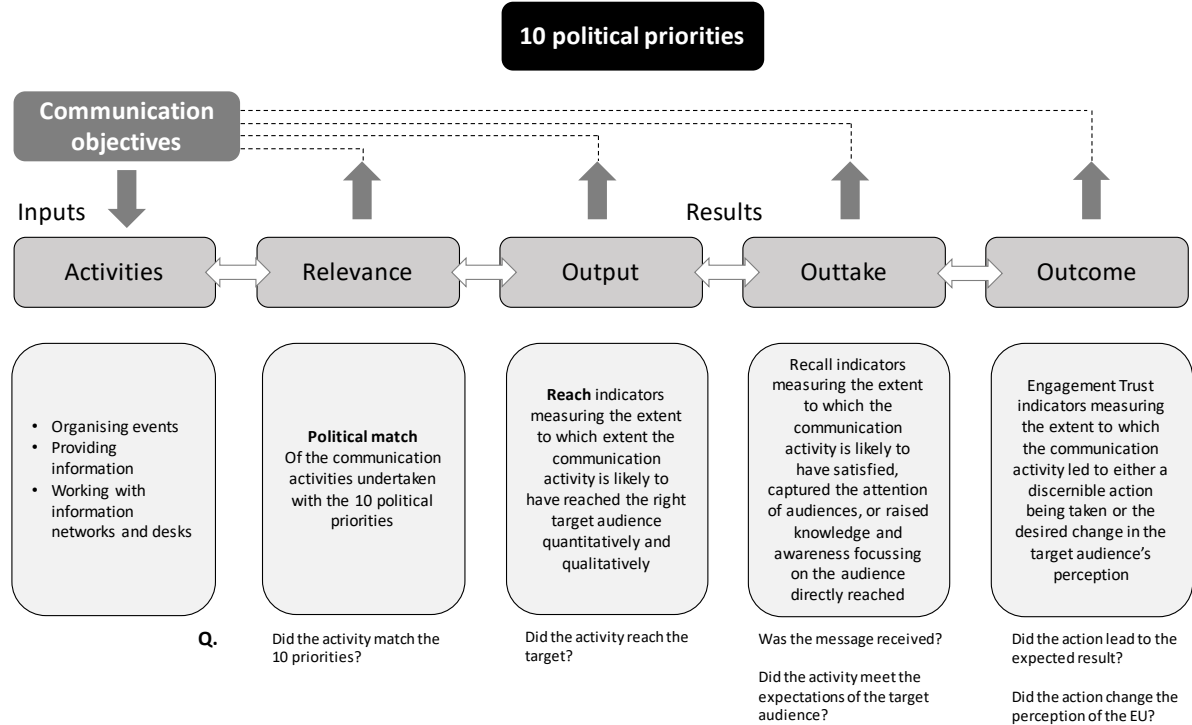 10 political priorities
Communication
objectives
Inputs
Results
Activities
Relevance
Output
Outtake
Outcome
• Organising events
• Providing
information
• Working with
information
networks and desks
Political match
Of the communication
activities undertaken
with the 10 political
priorities
Reach indicators
measuring the extent
to which extent the
communication
activity is likely to
have reached the right
target audience
quantitatively and
qualitatively
Recall indicators
measuring the extent
to which the
communication
activity is likely to
have satisfied,
captured the attention
of audiences, or raised
knowledge and
awareness focussing
on the audience
directly reached
Engagement Trust
indicators measuring
the extent to which
the communication
activity led to either a
discernible action
being taken or the
desired change in the
target audience’s
perception
Q.
Did the activity match the
10 priorities?
Did the activity reach the
target?
Was the message received?
Did the activity meet the
expectations of the target
audience?
Did the action lead to the
expected result?
Did the action change the
perception of the EU?